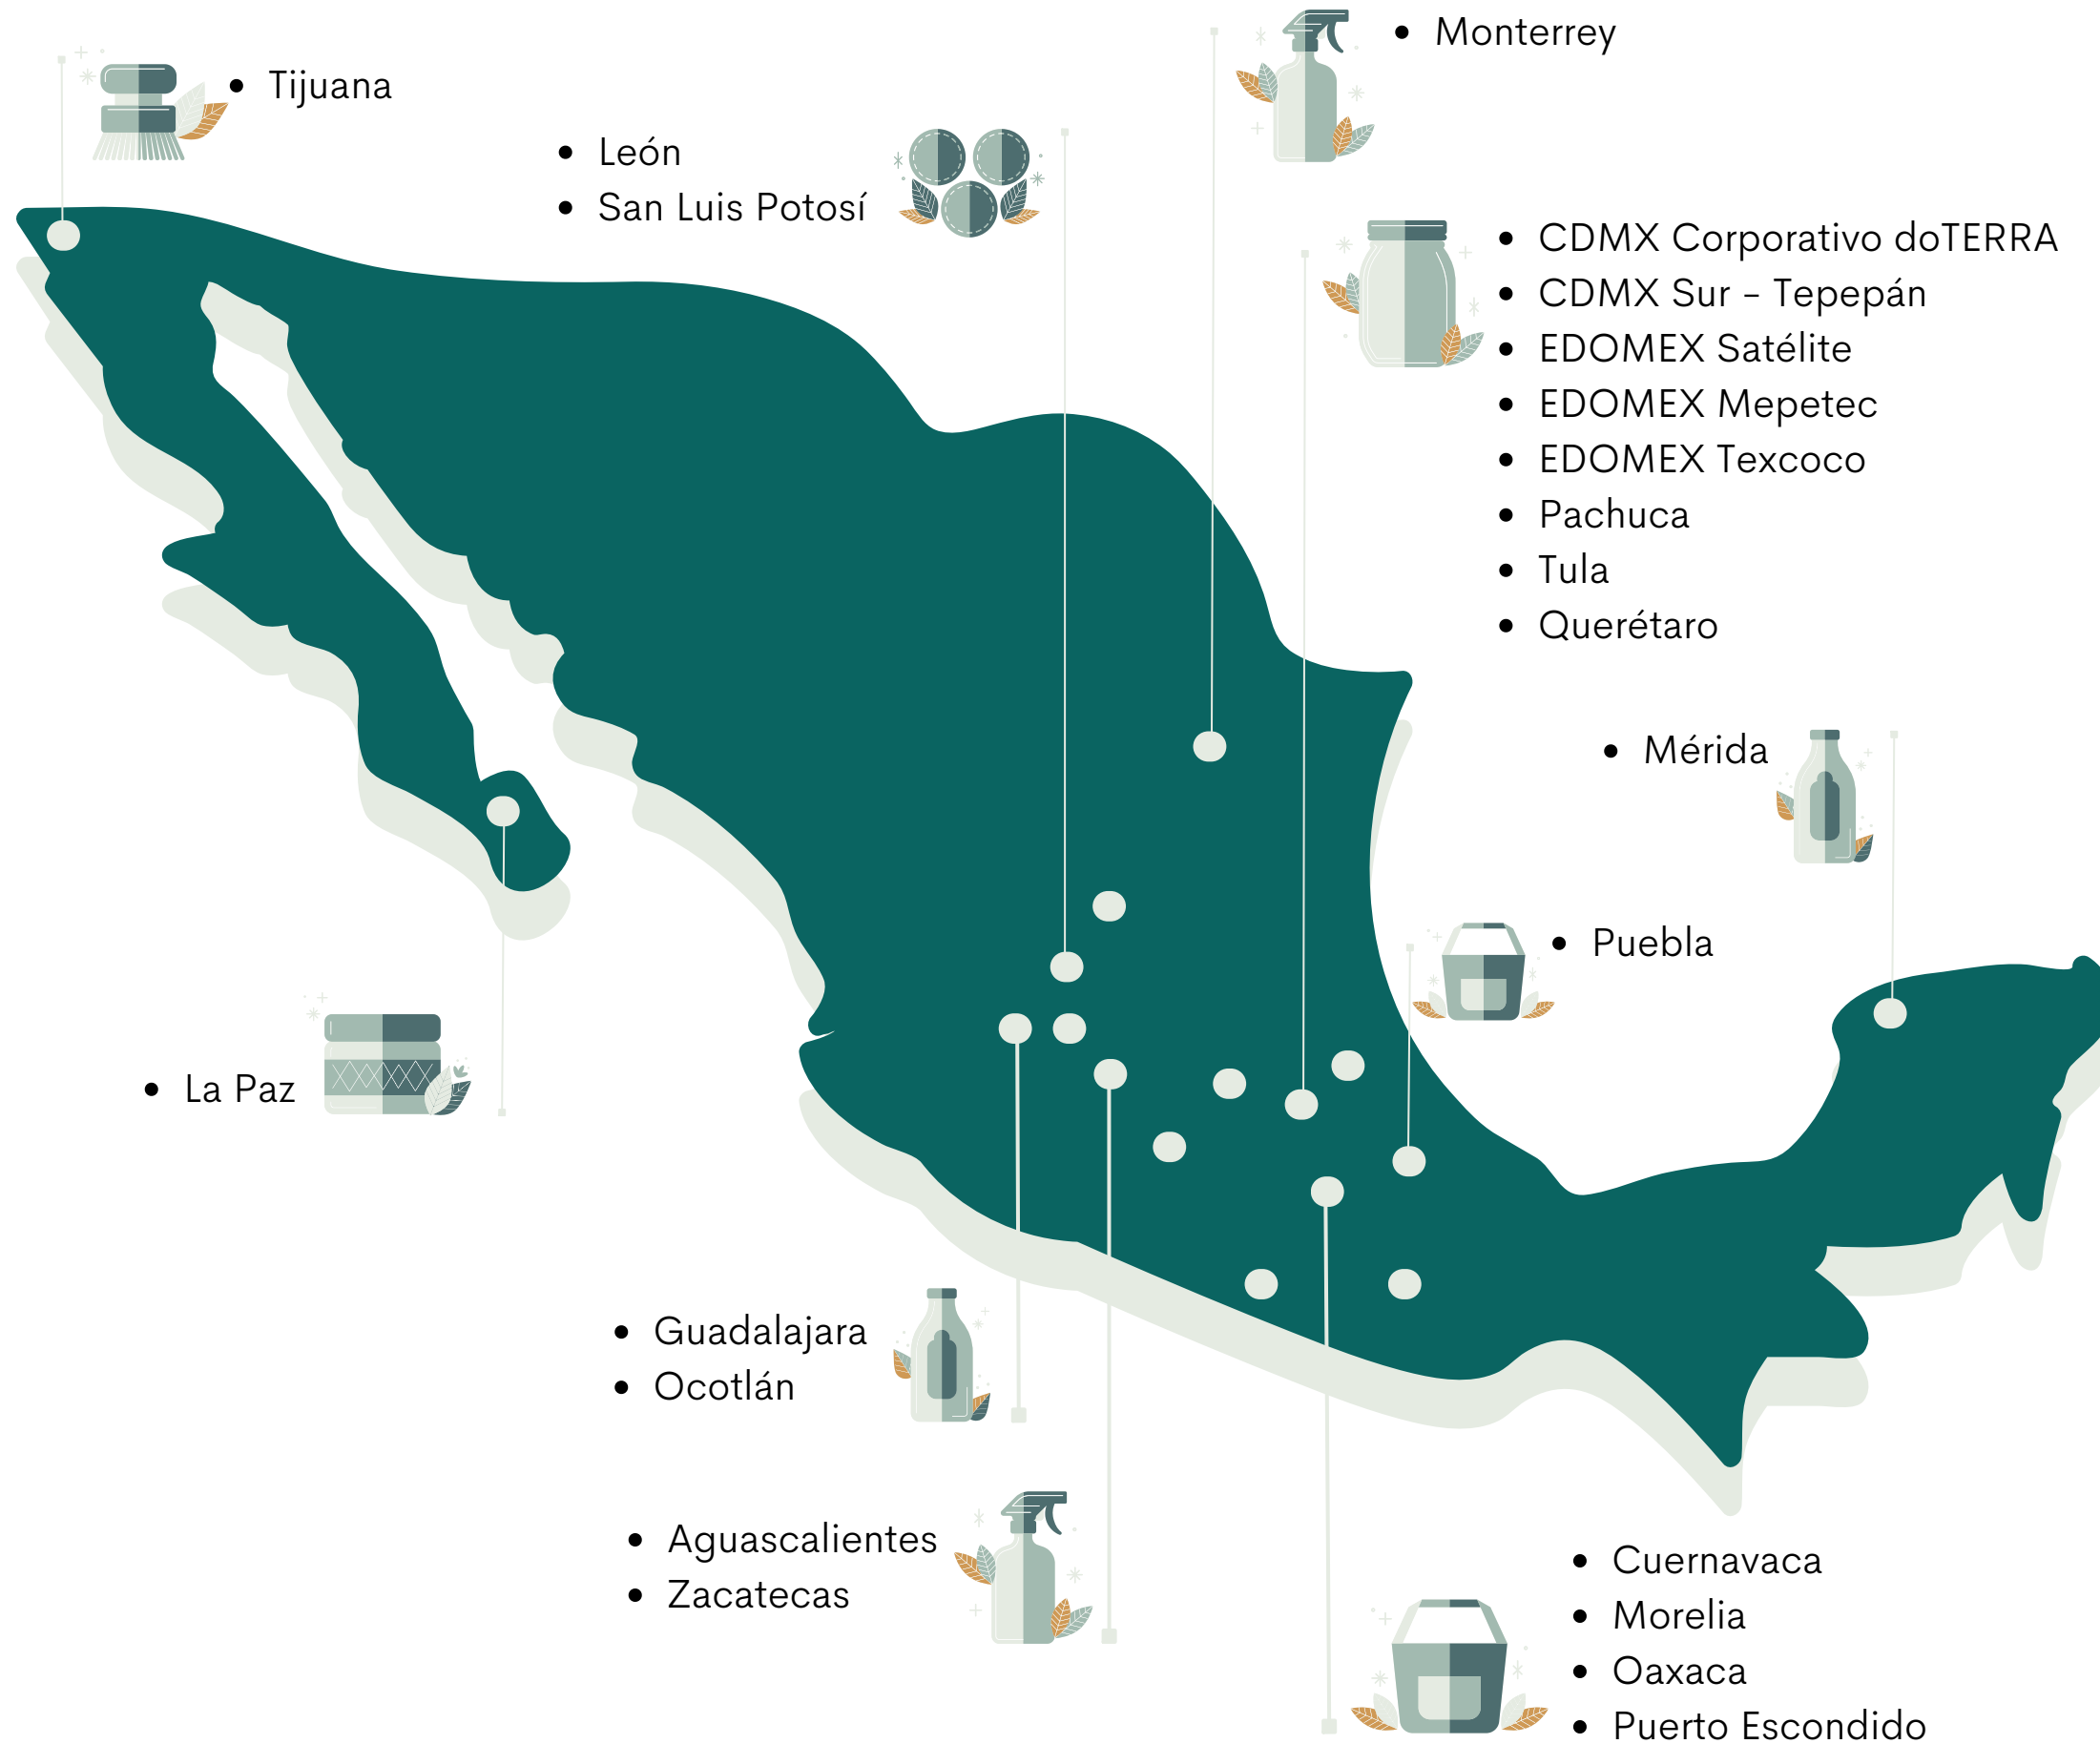 • Monterrey
• Tijuana
• León
• San Luis Potosí
• CDMX Corporativo doTERRA
• CDMX Sur - Tepepán
• EDOMEX Satélite
• EDOMEX Mepetec
• EDOMEX Texcoco
• Pachuca
• Tula
• Querétaro
• Mérida
• Puebla
• La Paz
• Guadalajara
• Ocotlán
• Aguascalientes
• Zacatecas
• Cuernavaca
• Morelia
• Oaxaca
• Puerto Escondido